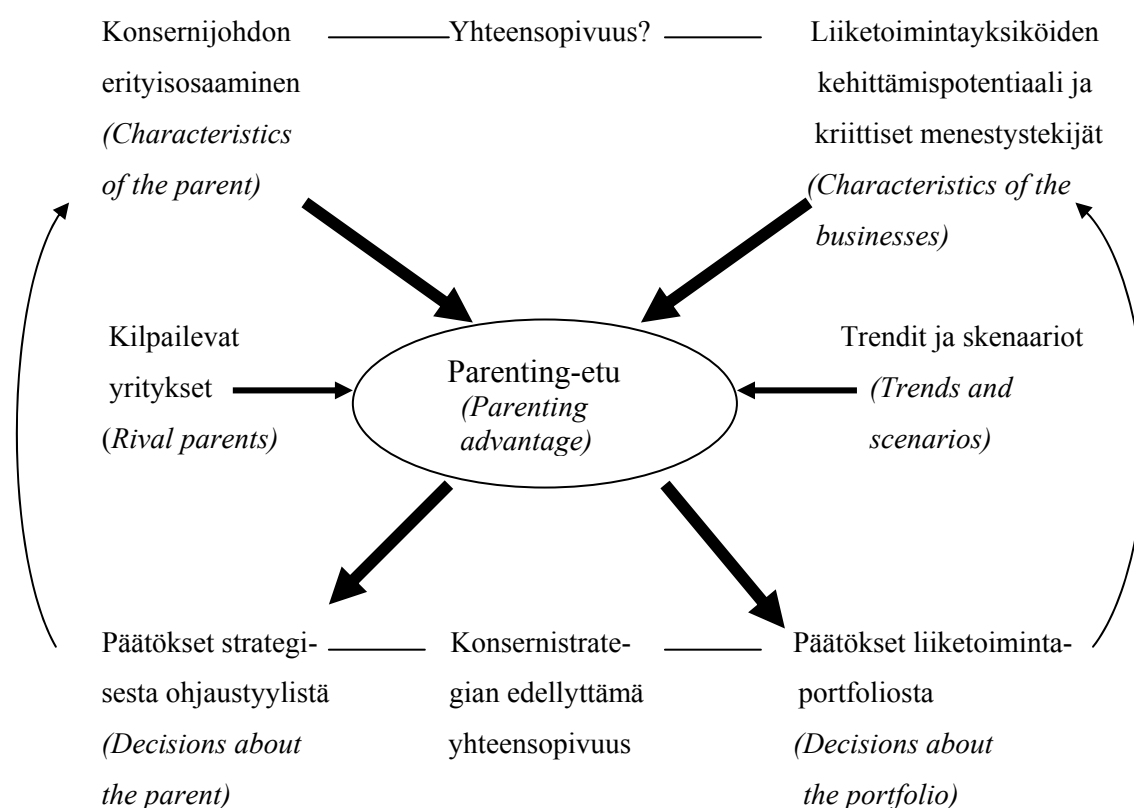 Konsernijohdon
erityisosaaminen
(Characteristics
of the parent)
Yhteensopivuus?
Liiketoimintayksiköiden
kehittämispotentiaali ja
kriittiset menestystekijät
(Characteristics of the
businesses)
Kilpailevat
yritykset
(Rival parents)
Parenting-etu
(Parenting
advantage)
Trendit ja skenaariot
(Trends and
scenarios)
Päätökset strategi-
sesta ohjaustyylistä
(Decisions about
the parent)
Konsernistrate-
gian edellyttämä
yhteensopivuus
Päätökset liiketoiminta-
portfoliosta
(Decisions about
the portfolio)